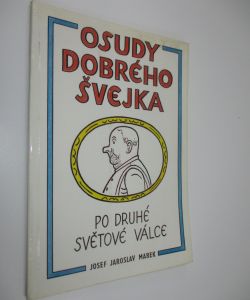 OSUDY
DOBRÉHO
ŠVEJKA
PO DRUHÉ
SVĚTOVÉ VÁLCE
JOSEF JAROSLAV MAREK